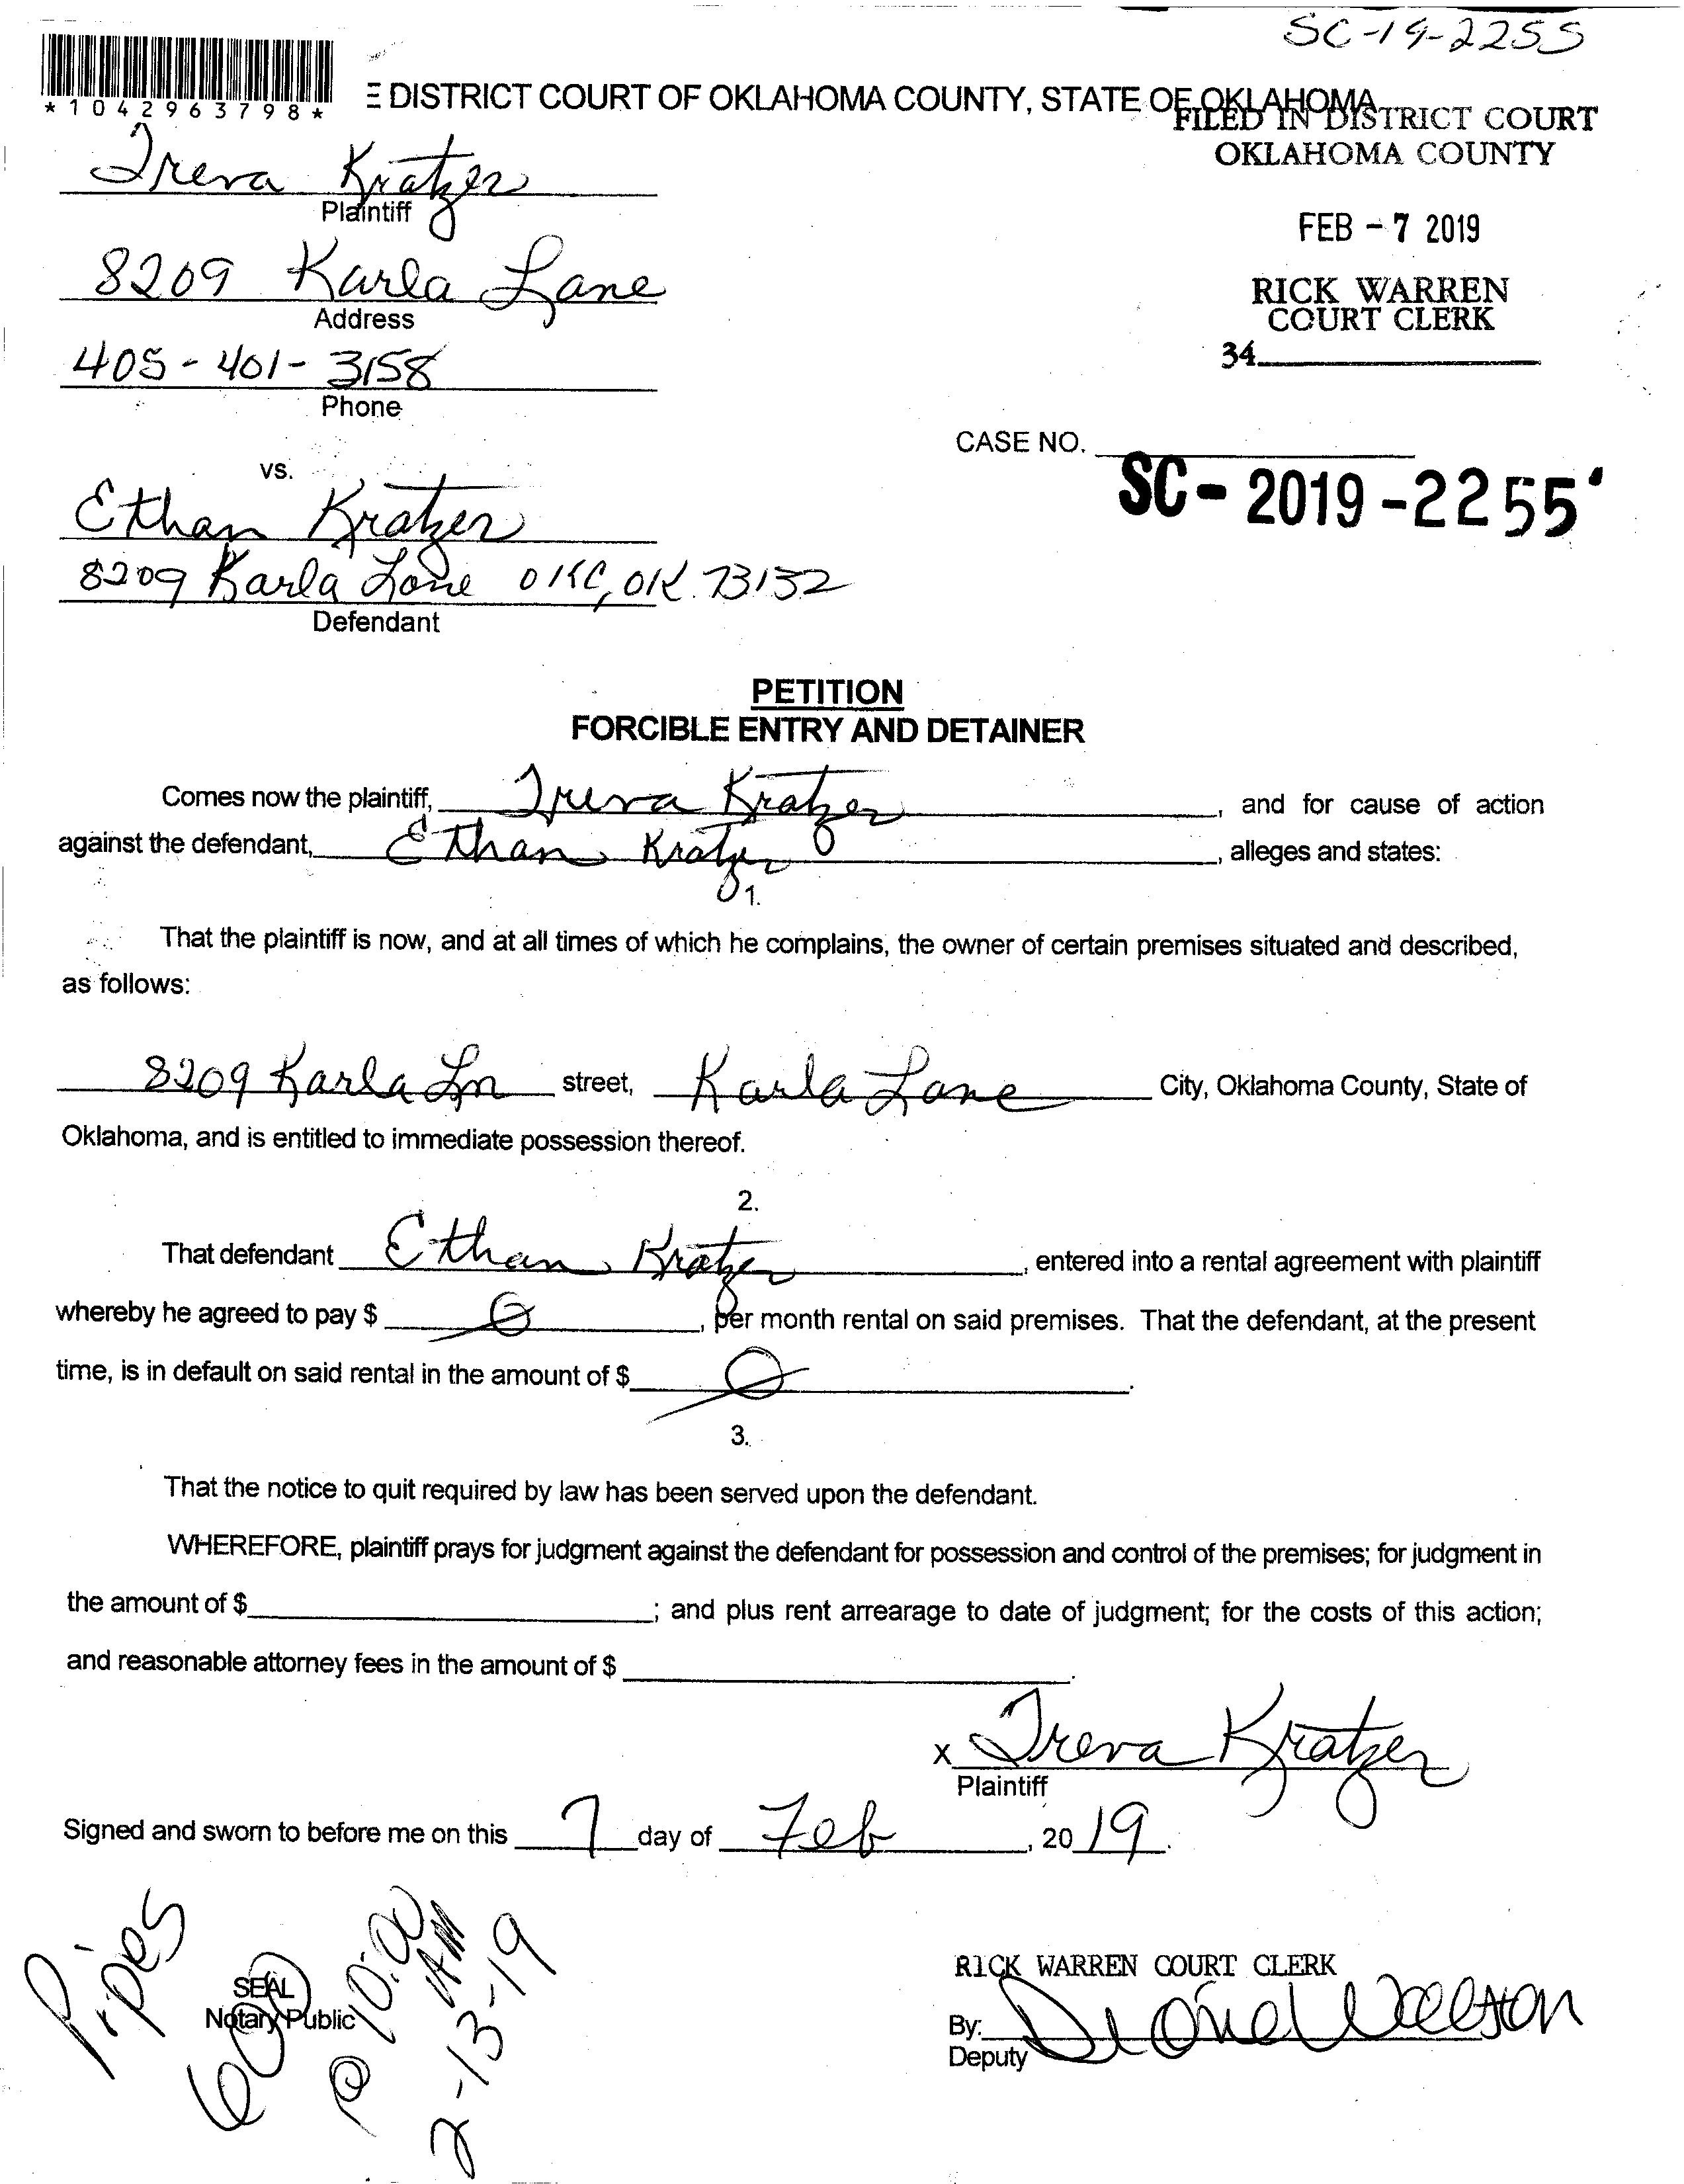 SC-19-2255
*1042963798*
E DISTRICT COURT OF OKLAHOMA COUNTY, STATE OF OKLAHOMA
FILED IN DISTRICT COURT
OKLAHOMA COUNTY
FEB - 7 2019
RICK WARREN
COURT CLERK
34
Treva Kratzer
Plaintiff
8209 Karla Lane
Address
405-401-3158
Phone
CASE NO.
SC-2019-2255
vs.
Ethan Kratzer
8209 Karla Lane OKC, OK. 73132
Defendant
PETITION
FORCIBLE ENTRY AND DETAINER
Comes now the plaintiff, Treva Kratzer, and for cause of action
against the defendant, Ethan Kratzer, alleges and states:
1.
That the plaintiff is now, and at all times of which he complains, the owner of certain premises situated and described,
as follows:
8209 Karla Ln street, Karla Lane City, Oklahoma County, State of
Oklahoma, and is entitled to immediate possession thereof.
2.
That defendant Ethan Kratzer, entered into a rental agreement with plaintiff
whereby he agreed to pay $ 0, per month rental on said premises. That the defendant, at the present
time, is in default on said rental in the amount of $ 0.
3.
That the notice to quit required by law has been served upon the defendant.
WHEREFORE, plaintiff prays for judgment against the defendant for possession and control of the premises; for judgment in
the amount of $ ; and plus rent arrearage to date of judgment; for the costs of this action;
and reasonable attorney fees in the amount of $ .
x Treva Kratzer
Plaintiff
Signed and sworn to before me on this 7 day of Feb, 2019.
Pipes
600
@ 10:00
AM
2-13-19
SEAL
Notary Public
RICK WARREN COURT CLERK
By:
Deputy